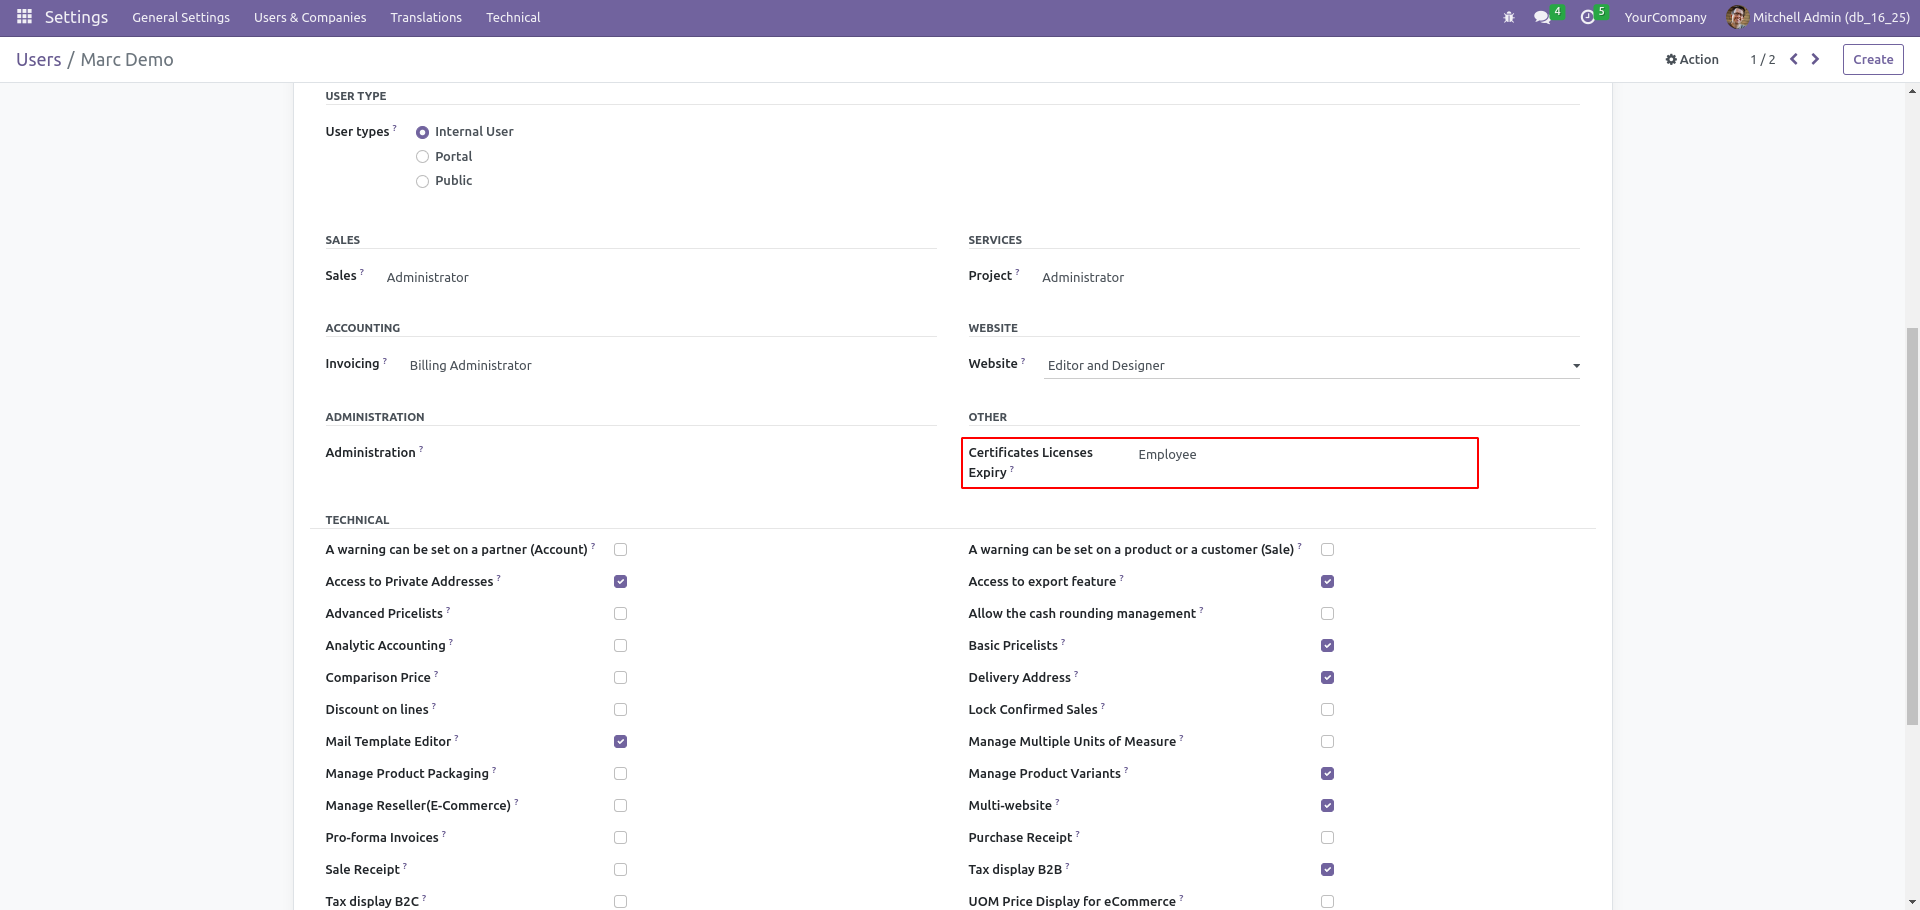 Settings General Settings Users & Companies Translations Technical 4 5 YourCompany Mitchell Admin (db_16_25)
Users / Marc Demo Action 1 / 2 Create
USER TYPE
User types ? Internal User
Portal
Public
SALES SERVICES
Sales ? Administrator Project ? Administrator
ACCOUNTING WEBSITE
Invoicing ? Billing Administrator Website ? Editor and Designer
ADMINISTRATION OTHER
Administration ? Certificates Licenses Employee
Expiry ?
TECHNICAL
A warning can be set on a partner (Account) ? A warning can be set on a product or a customer (Sale) ?
Access to Private Addresses ? Access to export feature ?
Advanced Pricelists ? Allow the cash rounding management ?
Analytic Accounting ? Basic Pricelists ?
Comparison Price ? Delivery Address ?
Discount on lines ? Lock Confirmed Sales ?
Mail Template Editor ? Manage Multiple Units of Measure ?
Manage Product Packaging ? Manage Product Variants ?
Manage Reseller(E-Commerce) ? Multi-website ?
Pro-forma Invoices ? Purchase Receipt ?
Sale Receipt ? Tax display B2B ?
Tax display B2C ? UOM Price Display for eCommerce ?